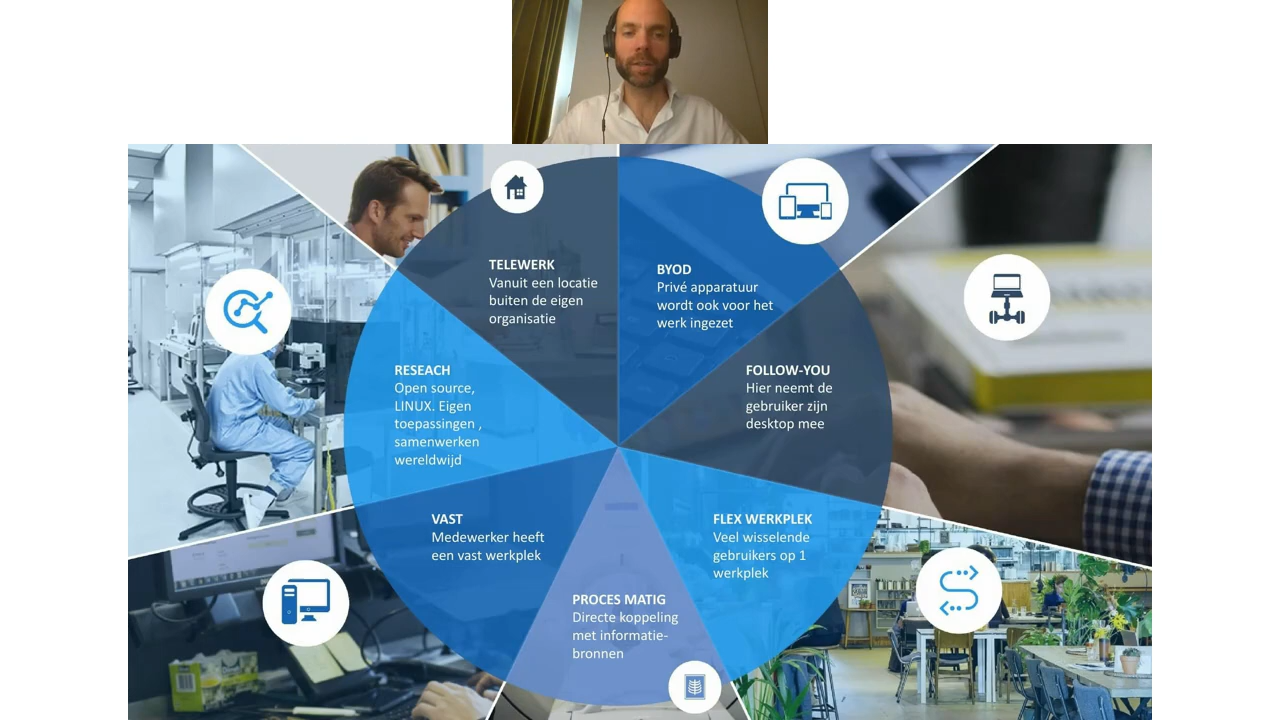 TELEWERK
Vanuit een locatie
buiten de eigen
organisatie
BYOD
Privé apparatuur
wordt ook voor het
werk ingezet
FOLLOW-YOU
Hier neemt de
gebruiker zijn
desktop mee
FLEX WERKPLEK
Veel wisselende
gebruikers op 1
werkplek
PROCES MATIG
Directe koppeling
met informatie-
bronnen
VAST
Medewerker heeft
een vast werkplek
RESEACH
Open source,
LINUX. Eigen
toepassingen ,
samenwerken
wereldwijd